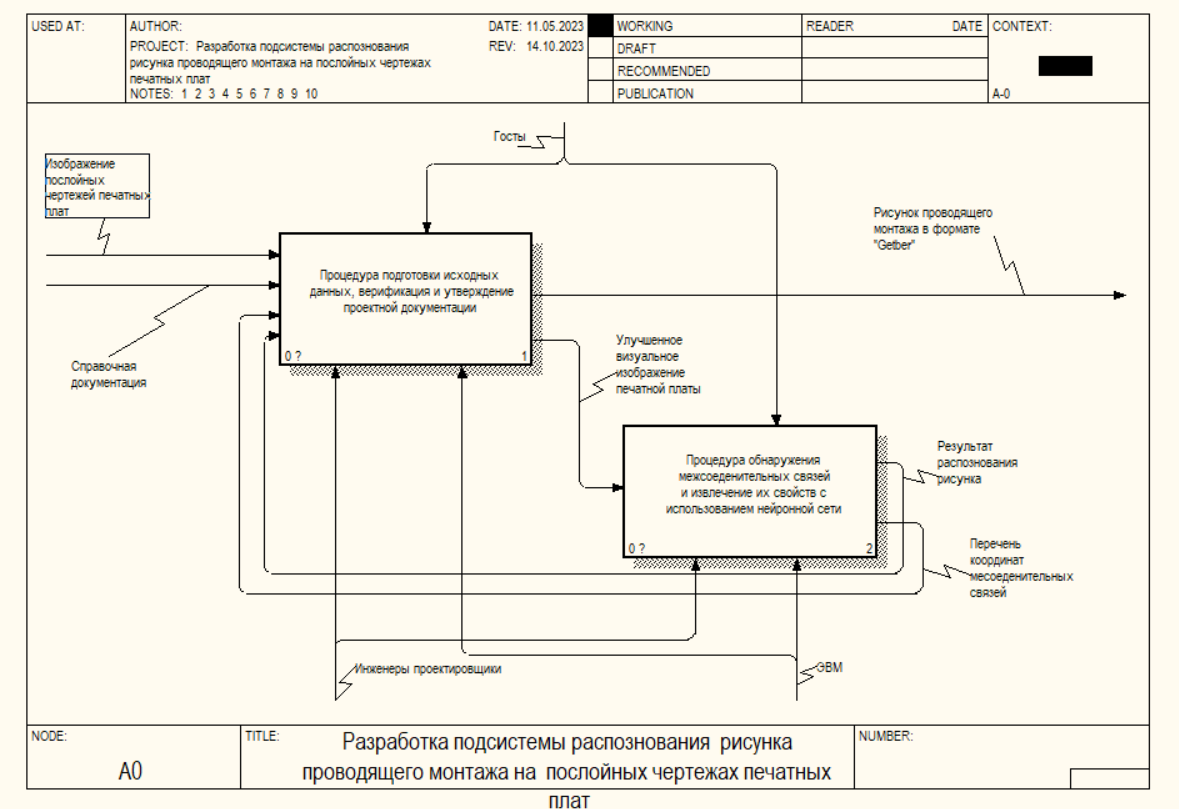 USED AT:
AUTHOR:
DATE: 11.05.2023
PROJECT: Разработка подсистемы распознования
REV: 14.10.2023
рисунка проводящего монтажа на послойных чертежах
печатных плат
NOTES: 1 2 3 4 5 6 7 8 9 10
WORKING
DRAFT
RECOMMENDED
PUBLICATION
READER
DATE
CONTEXT:
A-0
Госты
Изображение
послойных
чертежей печатных
плат
Рисунок проводящего
монтажа в формате
"Getber"
Процедура подготовки исходных
данных, верификация и утверждение
проектной документации
0 ?
1
Справочная
документация
Улучшенное
визуальное
изображение
печатной платы
Процедура обнаружения
межсоеденительных связей
и извлечение их свойств с
использованием нейронной сети
0 ?
2
Результат
распознования
рисунка
Перечень
координат
месоеденительных
связей
Инженеры проектировщики
ЭВМ
NODE:
A0
TITLE:
Разработка подсистемы распознования рисунка
проводящего монтажа на послойных чертежах печатных
плат
NUMBER: